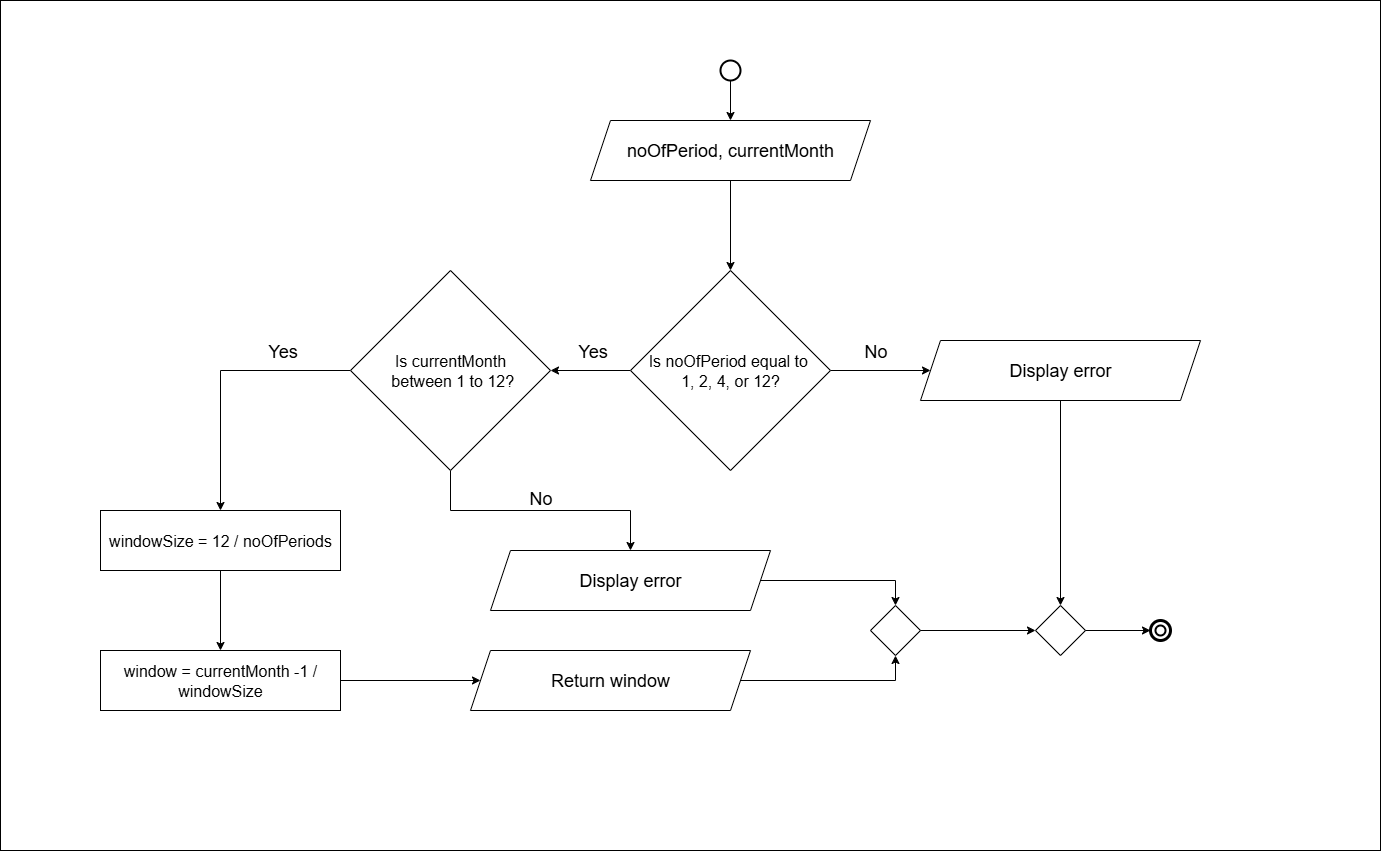 noOfPeriod, currentMonth
Is currentMonth
between 1 to 12?
Yes
Yes
Is noOfPeriod equal to
1, 2, 4, or 12?
No
Display error
No
windowSize = 12 / noOfPeriods
Display error
window = currentMonth -1 /
windowSize
Return window